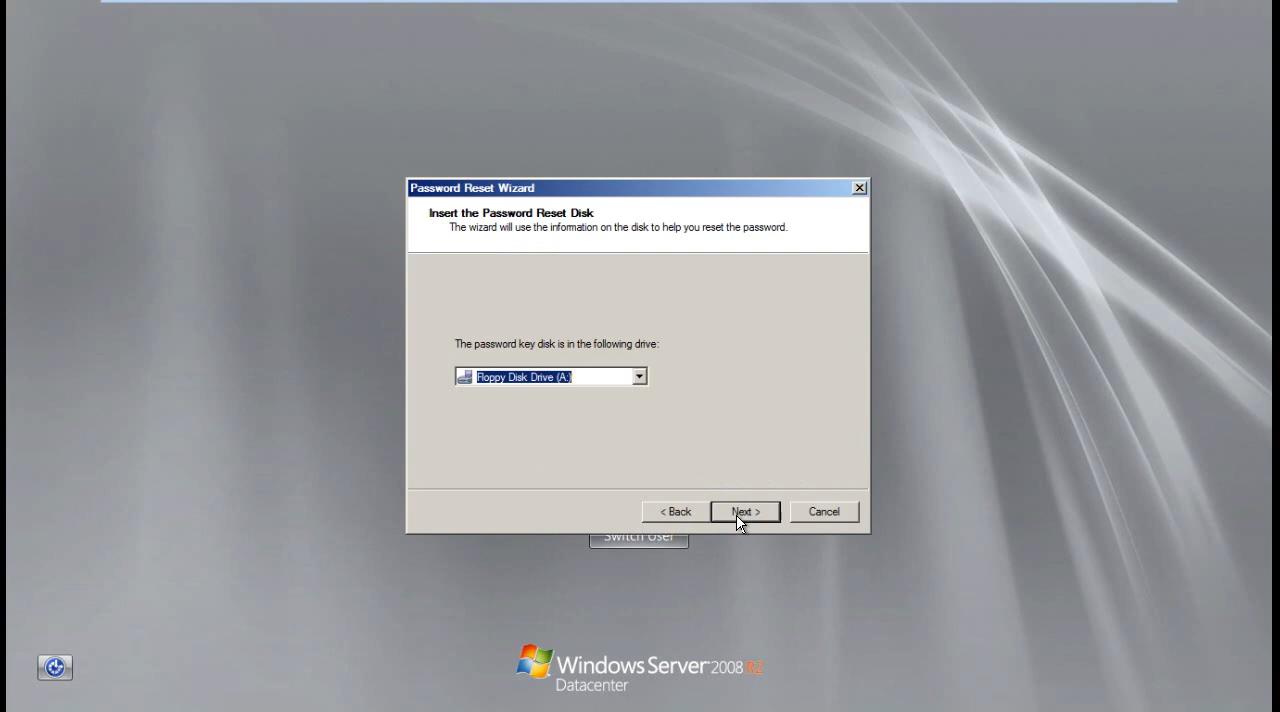 Password Reset Wizard
Insert the Password Reset Disk
The wizard will use the information on the disk to help you reset the password.
The password key disk is in the following drive:
Floppy Disk Drive (A:)
< Back
Next >
Cancel
Switch User
Windows Server 2008 R2
Datacenter